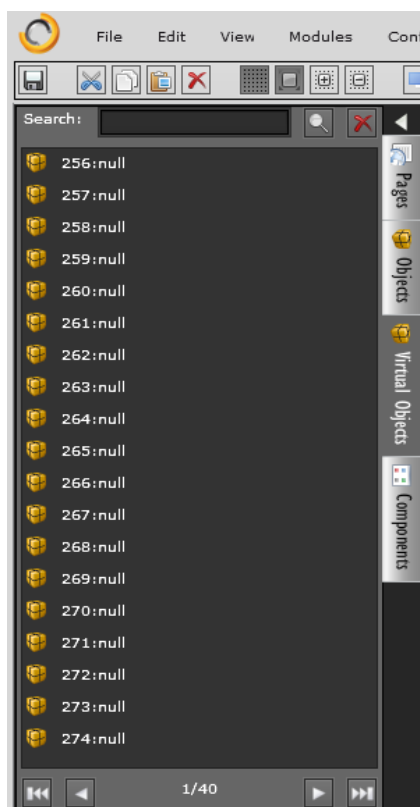 File Edit View Modules
Search:
256:null
257:null
258:null
259:null
260:null
261:null
262:null
263:null
264:null
265:null
266:null
267:null
268:null
269:null
270:null
271:null
272:null
273:null
274:null
1/40
Pages
Objects
Virtual Objects
Components